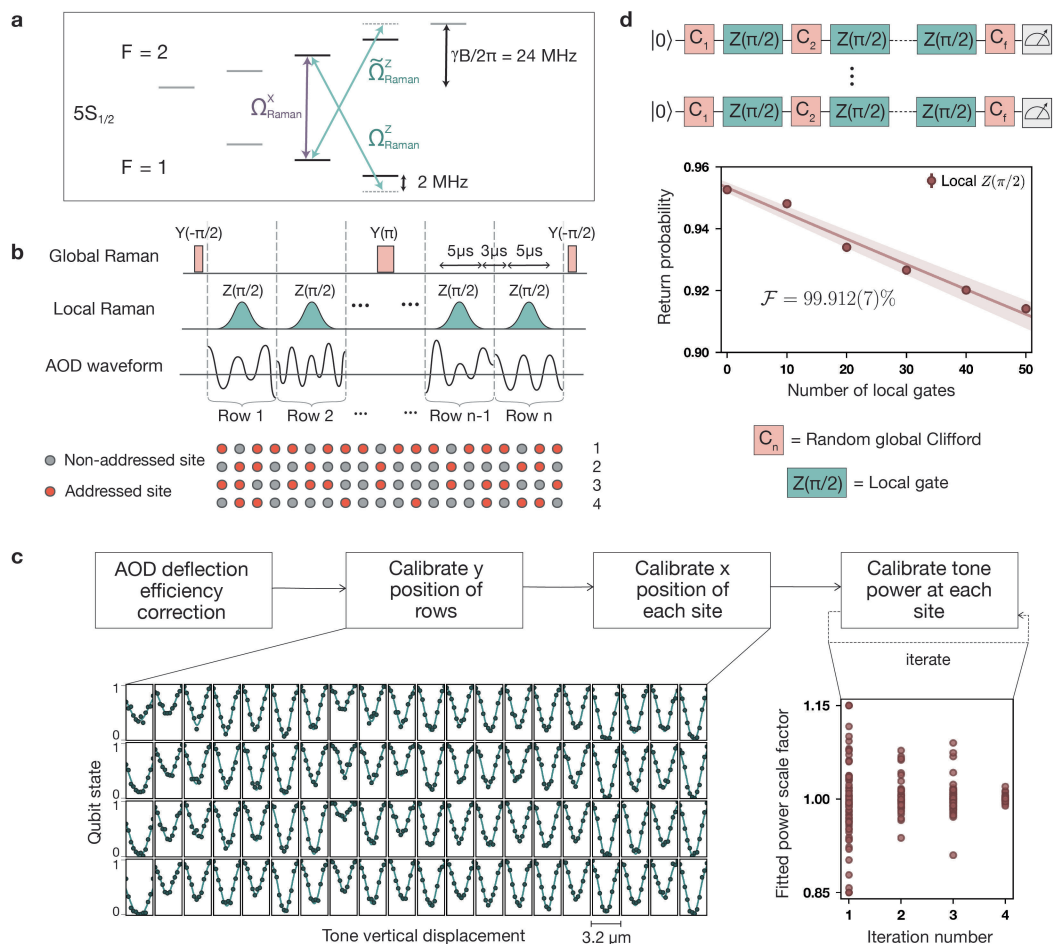 a
F = 2
5S1/2
F = 1
Ω^X_Raman
Ω̃^Z_Raman
Ω^Z_Raman
γB/2π = 24 MHz
2 MHz
b
Y(-π/2) Y(π) Y(-π/2)
Global Raman
5μs 3μs 5μs
Local Raman
Z(π/2) Z(π/2) ... ... Z(π/2) Z(π/2)
AOD waveform
Row 1 Row 2 ... ... Row n-1 Row n
Non-addressed site
Addressed site
1
2
3
4
c
AOD deflection
efficiency
correction
Calibrate y
position of
rows
Calibrate x
position of
each site
Calibrate tone
power at each
site
iterate
Qubit state
1
0
1
0
1
0
1
0
Tone vertical displacement
3.2 μm
Fitted power scale factor
1.15
1.00
0.85
1 2 3 4
Iteration number
d
|0⟩ C1 Z(π/2) C2 Z(π/2) Z(π/2) Cf
|0⟩ C1 Z(π/2) C2 Z(π/2) Z(π/2) Cf
Return probability
0.96
0.94
0.92
0.90
Local Z(π/2)
F = 99.912(7)%
0 10 20 30 40 50
Number of local gates
Cn = Random global Clifford
Z(π/2) = Local gate